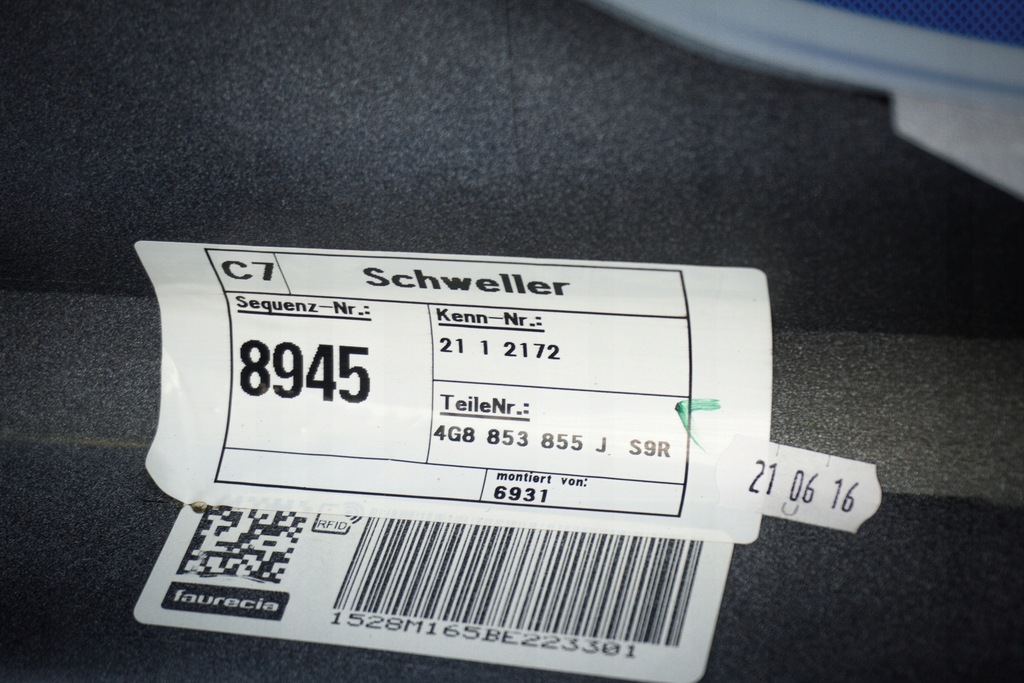 C7 Schweller
Sequenz-Nr.:
8945
Kenn-Nr.:
21 1 2172
TeileNr.:
4G8 853 855 J S9R
montiert von:
6931
21 06 16
RFID
faurecia
1528M165BE223301